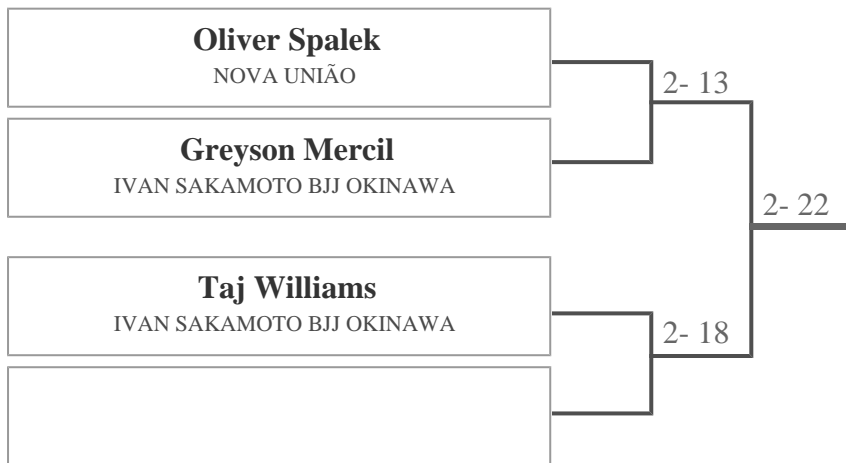 Oliver Spalek
NOVA UNIÃO
2- 13
Greyson Mercil
IVAN SAKAMOTO BJJ OKINAWA
2- 22
Taj Williams
IVAN SAKAMOTO BJJ OKINAWA
2- 18